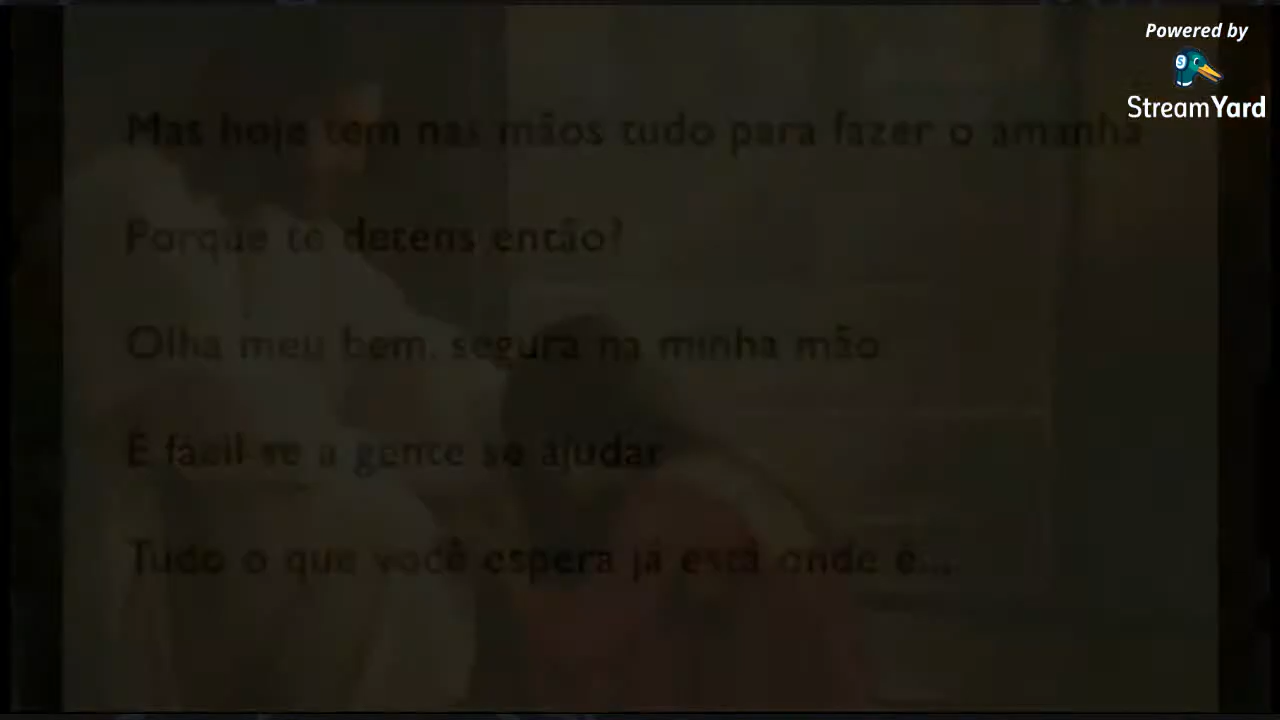 Powered by
StreamYard
Mas hoje tem nas mãos tudo para fazer o amanhã
Porque te detens então?
Olha meu bem, segura na minha mão
É fácil se a gente se ajudar
Tudo o que você espera já está onde é...